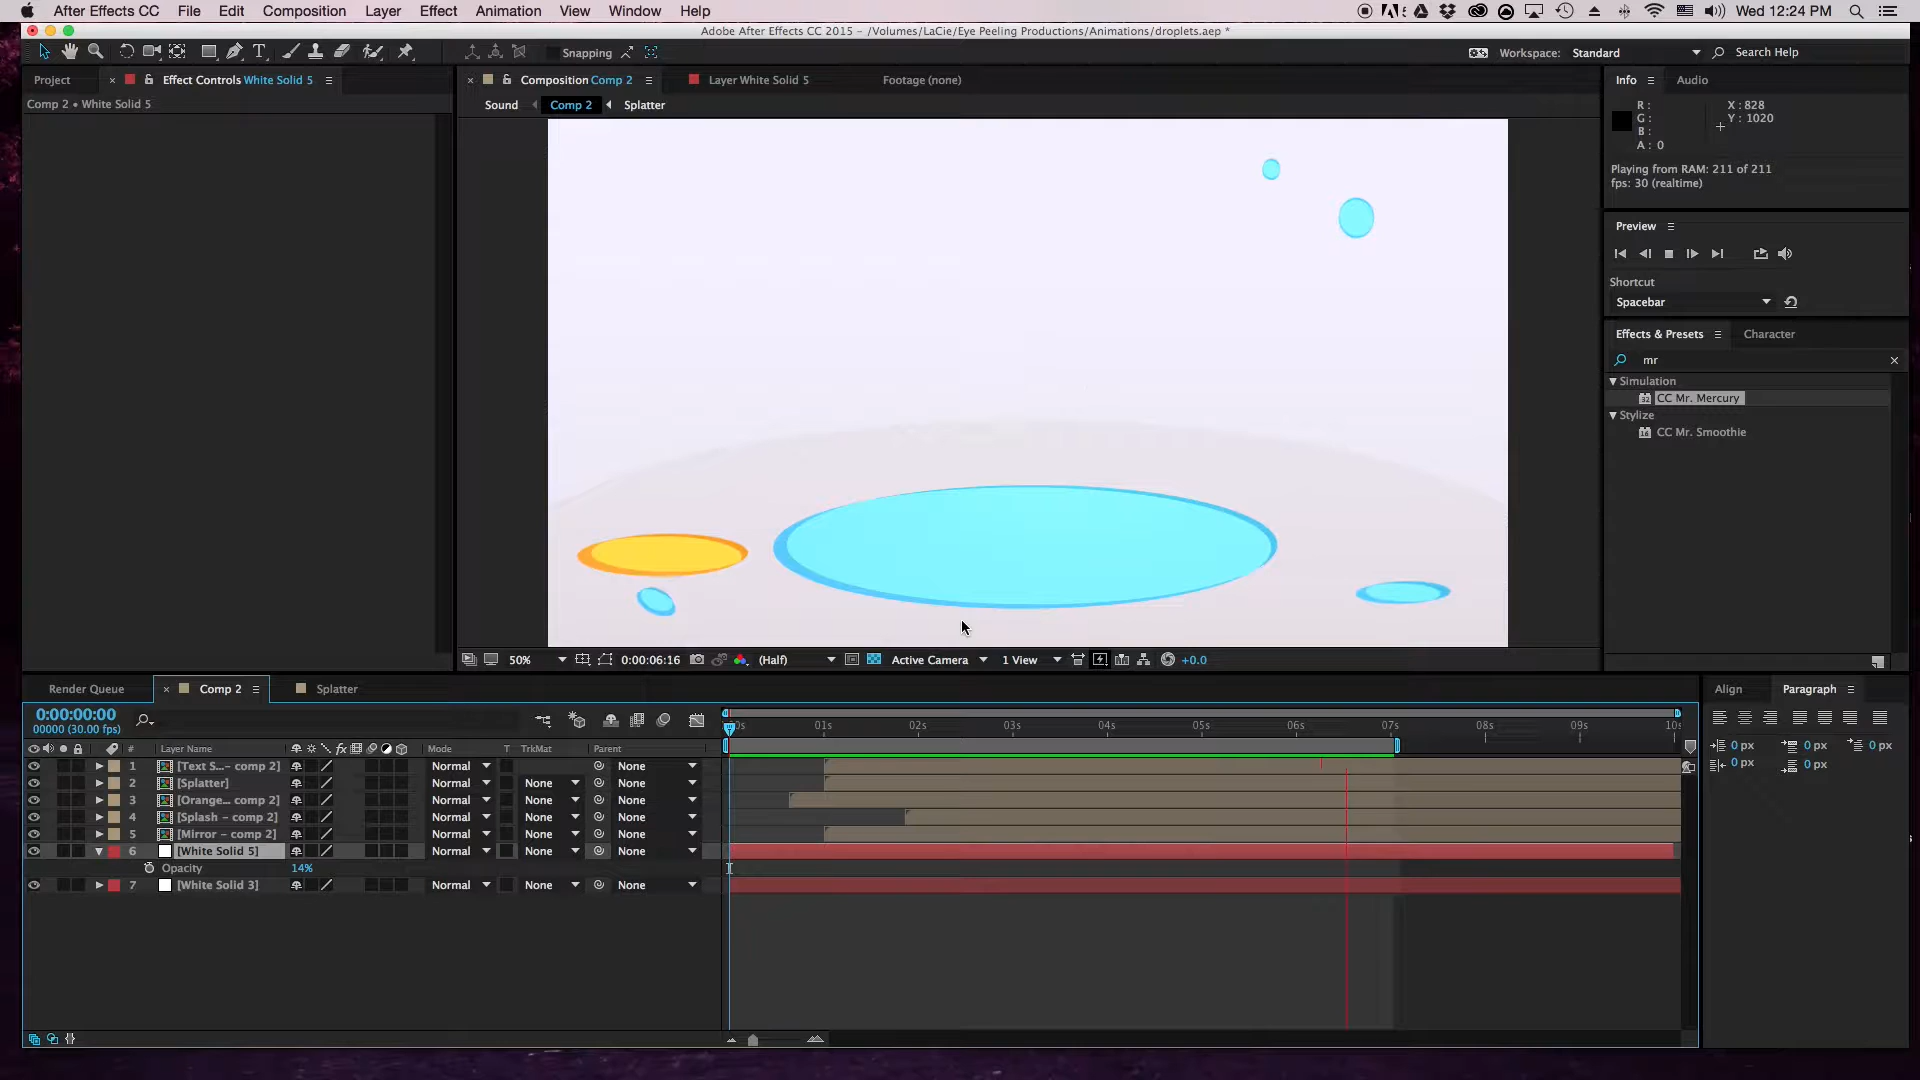 After Effects CC File Edit Composition Layer Effect Animation View Window Help Wed 12:24 PM
Adobe After Effects CC 2015 - /Volumes/LaCie/Eye Peeling Productions/Animations/droplets.aep *
Snapping Workspace: Standard Search Help
Project Effect Controls White Solid 5 Composition Comp 2 Layer White Solid 5 Footage (none) Info Audio
Comp 2 • White Solid 5 Sound Comp 2 Splatter
R : X : 828
G : Y : 1020
B :
A : 0
Playing from RAM: 211 of 211
fps: 30 (realtime)
Preview
Shortcut
Spacebar
Effects & Presets Character
mr
Simulation
CC Mr. Mercury
Stylize
CC Mr. Smoothie
50% 0:00:06:16 (Half) Active Camera 1 View +0.0
Render Queue Comp 2 Splatter Align Paragraph
0:00:00:00
00000 (30.00 fps)
01s 02s 03s 04s 05s 06s 07s 08s 09s 10s
# Layer Name Mode T TrkMat Parent
1 [Text S...- comp 2] Normal None
2 [Splatter] Normal None None
3 [Orange... comp 2] Normal None None
4 [Splash - comp 2] Normal None None
5 [Mirror - comp 2] Normal None None
6 [White Solid 5] Normal None None
Opacity 14%
7 [White Solid 3] Normal None None
0 px 0 px 0 px
0 px 0 px